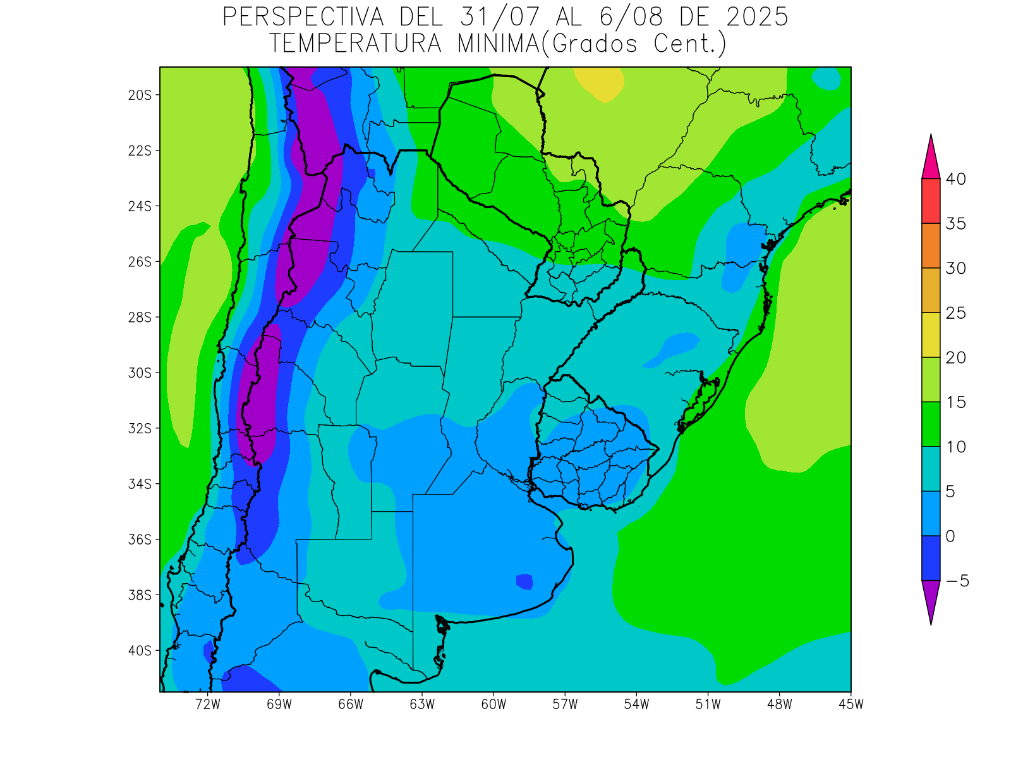 PERSPECTIVA DEL 31/07 AL 6/08 DE 2025
TEMPERATURA MINIMA(Grados Cent.)
20S
22S
24S
26S
28S
30S
32S
34S
36S
38S
40S
72W 69W 66W 63W 60W 57W 54W 51W 48W 45W
40
35
30
25
20
15
10
5
0
−5